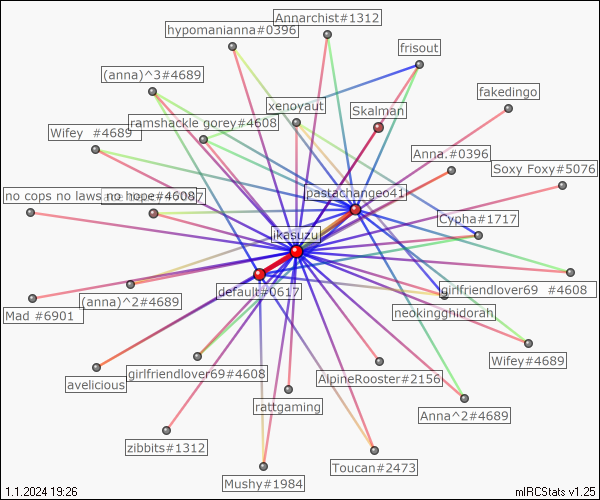 Annarchist#1312
hypomanianna#0396
frisout
(anna)^3#4689
fakedingo
xenoyaut
Skalman
ramshackle gorey#4608
Wifey #4689
Anna.#0396
Soxy Foxy#5076
no cops no laws no hope#4608
pastachangeo41
Cypha#1717
ikasuzu
default#0617
girlfriendlover69 #4608
(anna)^2#4689
neokingghidorah
Mad #6901
Wifey#4689
girlfriendlover69#4608
AlpineRooster#2156
avelicious
rattgaming
Anna^2#4689
zibbits#1312
Toucan#2473
Mushy#1984
1.1.2024 19:26
mIRCStats v1.25